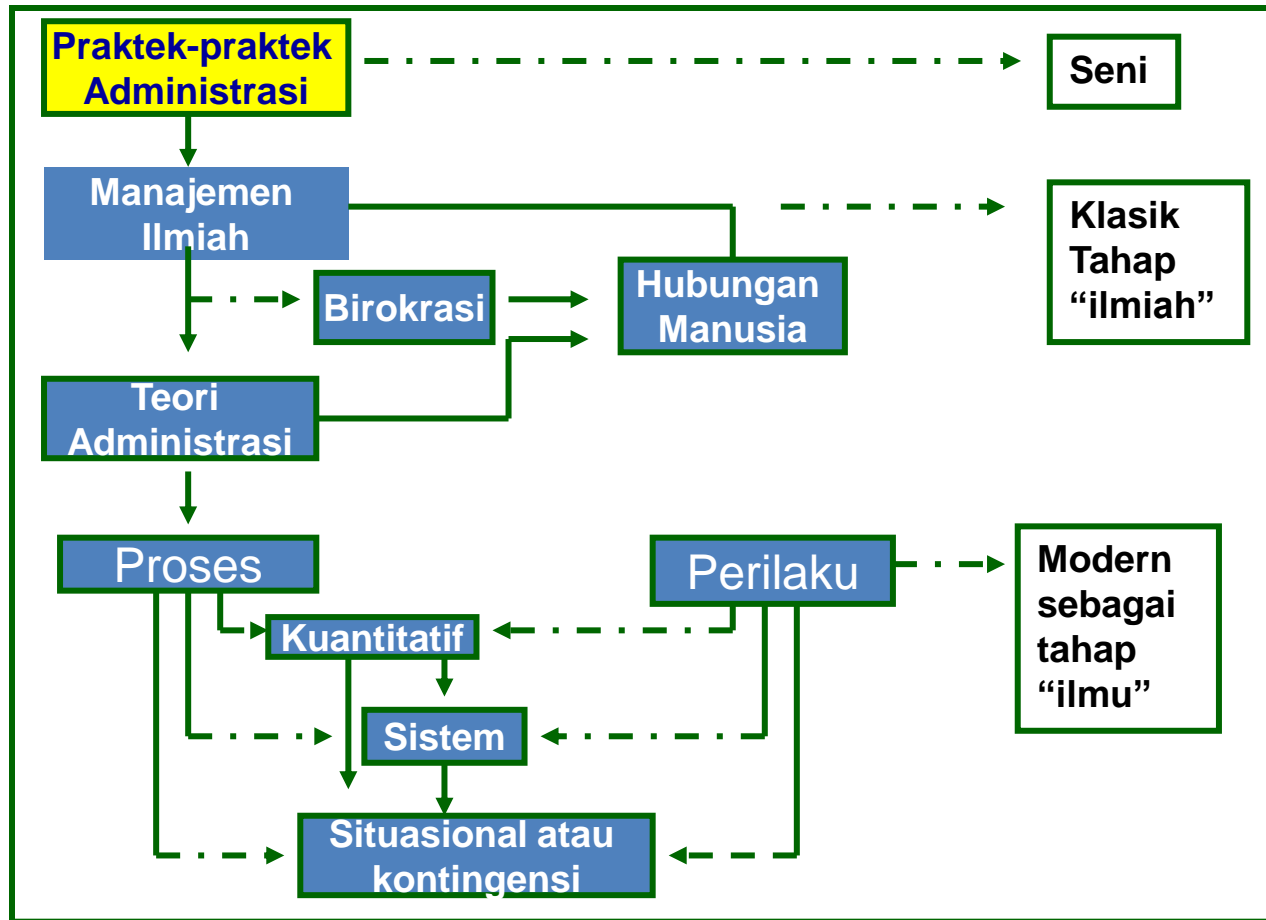 Praktek-praktek
Administrasi
Seni
Manajemen
Ilmiah
Klasik
Tahap
“ilmiah”
Birokrasi
Hubungan
Manusia
Teori
Administrasi
Proses
Perilaku
Modern
sebagai
tahap
“ilmu”
Kuantitatif
Sistem
Situasional atau
kontingensi